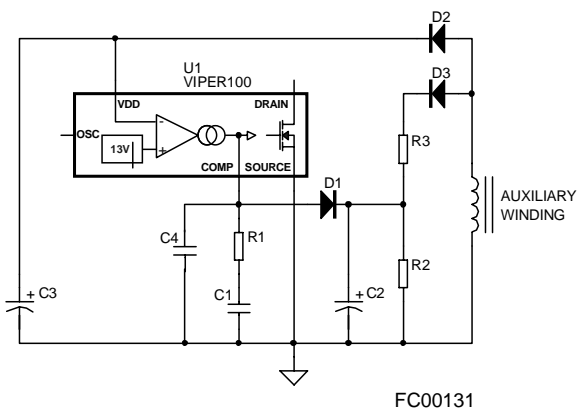 D2
U1
VIPER100
D3
VDD
DRAIN
OSC
-
13V
+
COMP
SOURCE
R3
D1
AUXILIARY
WINDING
C4
R1
R2
+ C3
C1
+ C2
FC00131